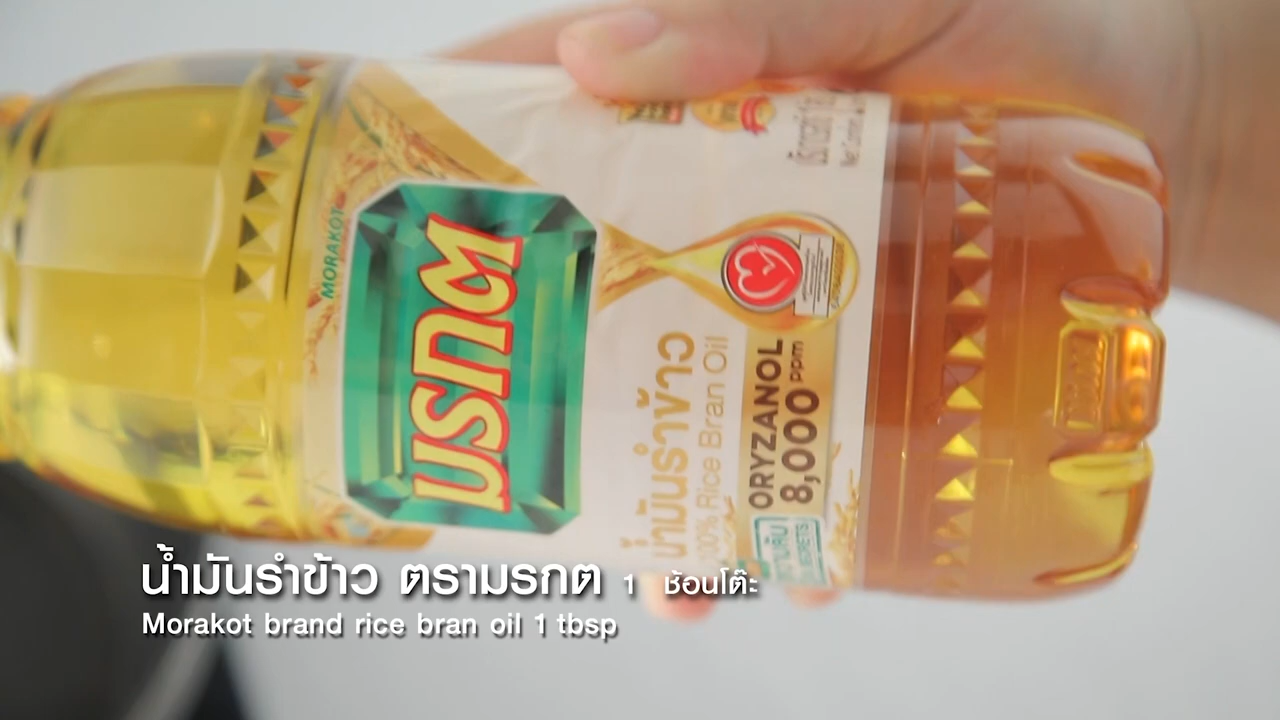 MORAKOT
มรกต
น้ำมันรำข้าว
100% Rice Bran Oil
ORYZANOL
8,000 ppm
น้ำมันรำข้าว ตรามรกต 1 ช้อนโต๊ะ
Morakot brand rice bran oil 1 tbsp